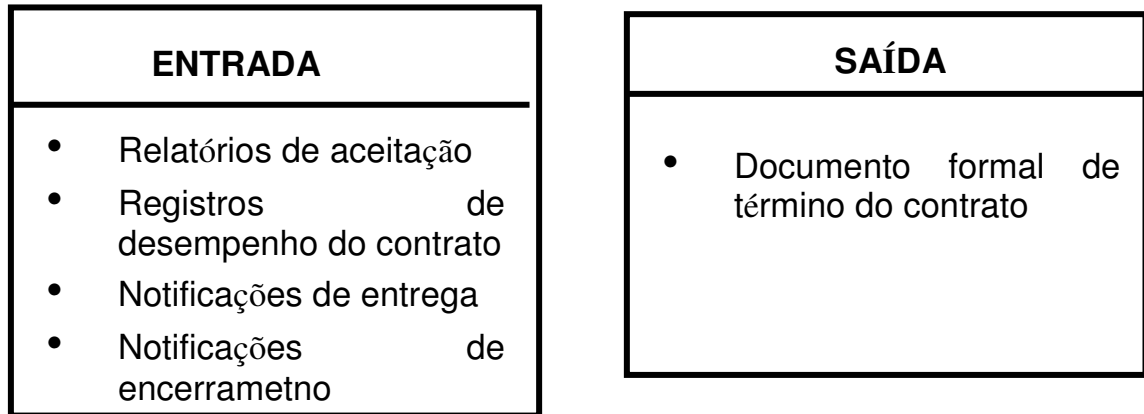 ENTRADA
• Relatórios de aceitação
• Registros de
desempenho do contrato
• Notificações de entrega
• Notificações de
encerrametno
SAÍDA
• Documento formal de
término do contrato